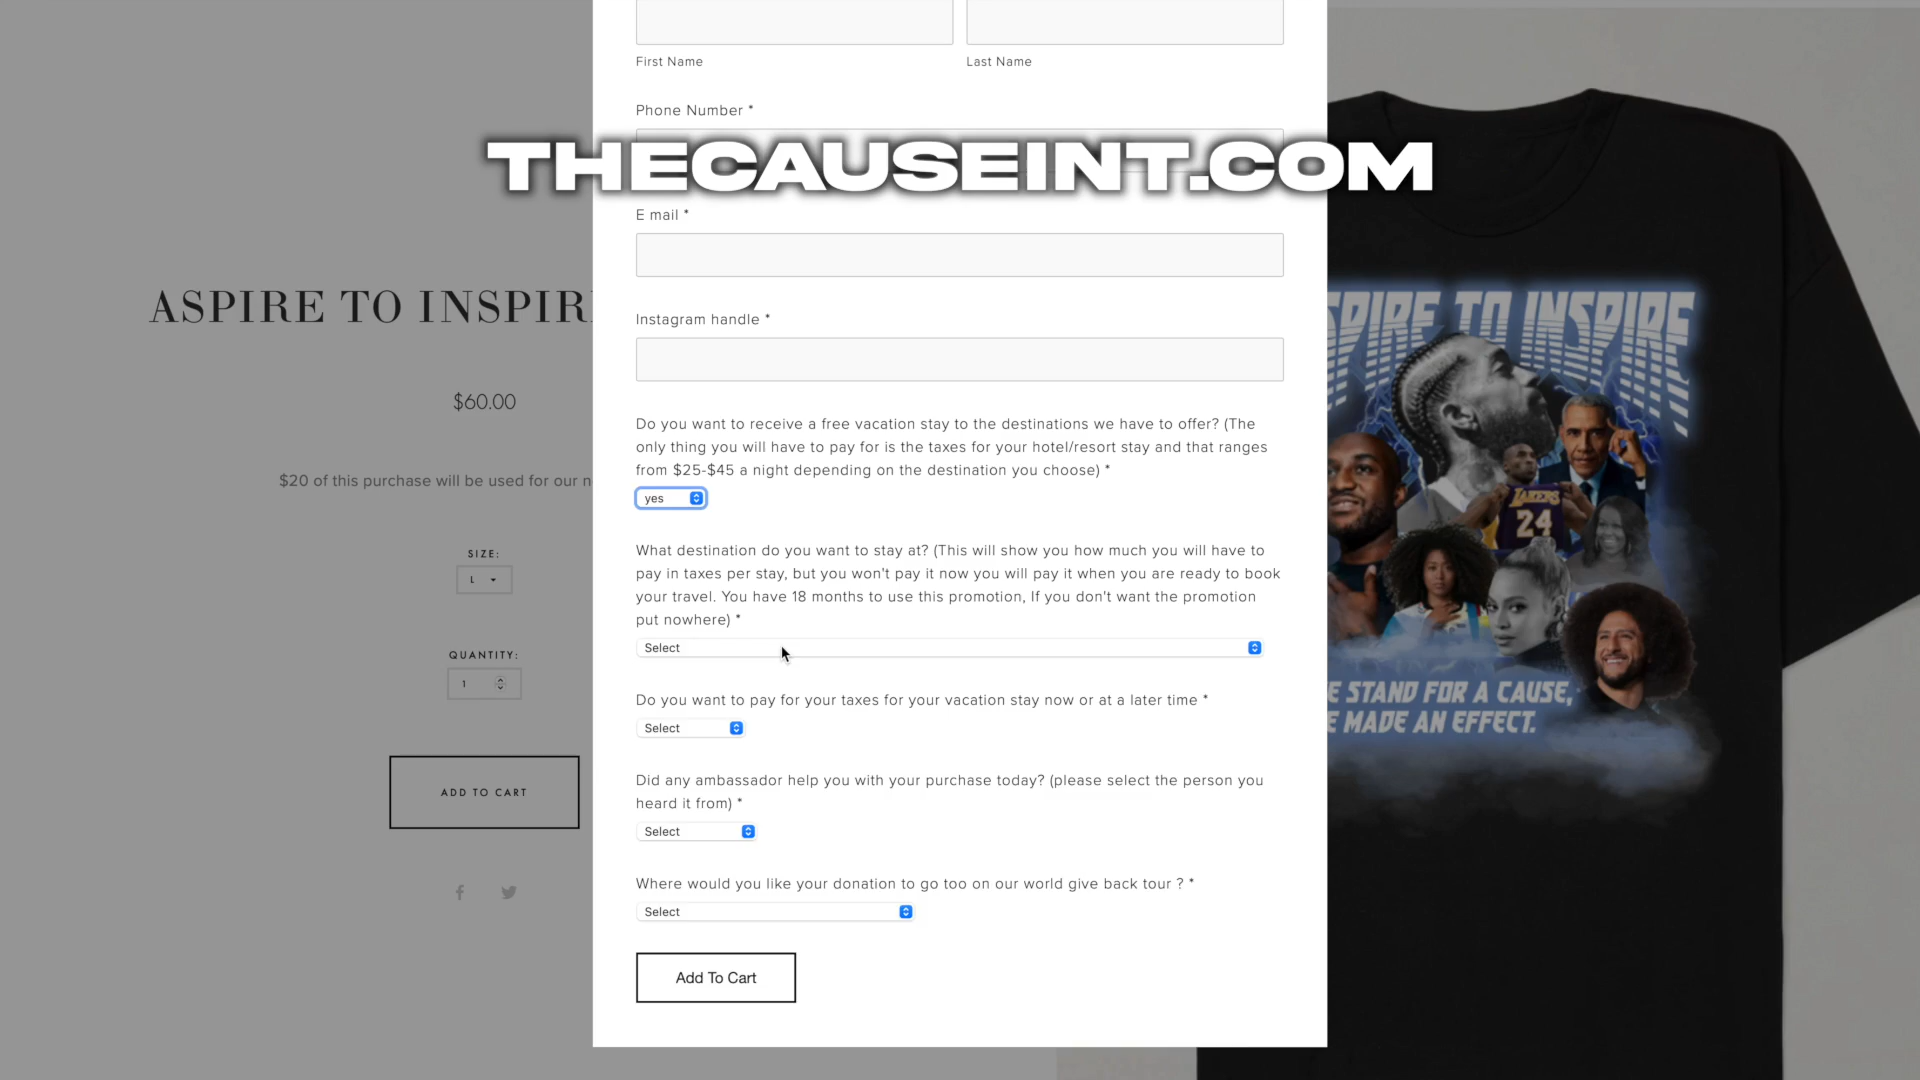 First Name
Last Name
Phone Number *
THECAUSEINT.COM
E mail *
Instagram handle *
Do you want to receive a free vacation stay to the destinations we have to offer? (The
only thing you will have to pay for is the taxes for your hotel/resort stay and that ranges
from $25-$45 a night depending on the destination you choose) *
yes
What destination do you want to stay at? (This will show you how much you will have to
pay in taxes per stay, but you won't pay it now you will pay it when you are ready to book
your travel. You have 18 months to use this promotion, If you don't want the promotion
put nowhere) *
Select
Do you want to pay for your taxes for your vacation stay now or at a later time *
Select
Did any ambassador help you with your purchase today? (please select the person you
heard it from) *
Select
Where would you like your donation to go too on our world give back tour ? *
Select
Add To Cart
ASPIRE TO INSPIR
$60.00
$20 of this purchase will be used for our n
SIZE:
L
QUANTITY:
1
ADD TO CART
SPIRE TO INSPIRE
LAKERS
24
E STAND FOR A CAUSE,
E MADE AN EFFECT.